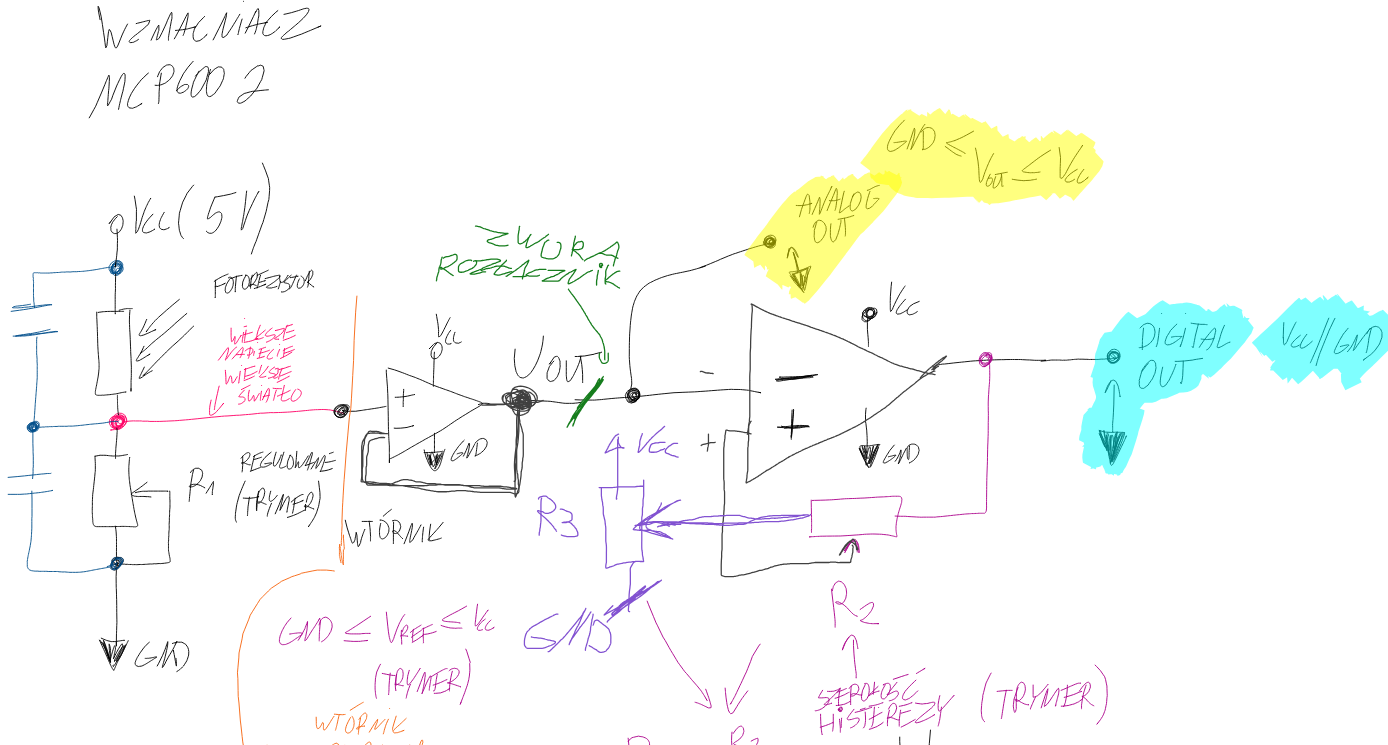 WZMACNIACZ
MCP6002
VCC (5V)
FOTOREZYSTOR
WIĘKSZE
NAPIĘCIE
WIĘKSZE
ŚWIATŁO
R1
REGULOWANE
(TRYMER)
GND
VCC
+
−
GND
WTÓRNIK
UOUT
ZWORA
ROZŁĄCZNIK
ANALOG
OUT
GND ≤
VOUT ≤ VCC
VCC
−
−
+
+
GND
DIGITAL
OUT
VCC//GND
VCC
R3
GND
R2
SZEROKOŚĆ
HISTEREZY (TRYMER)
GND ≤ VREF ≤ VCC
(TRYMER)
WTÓRNIK